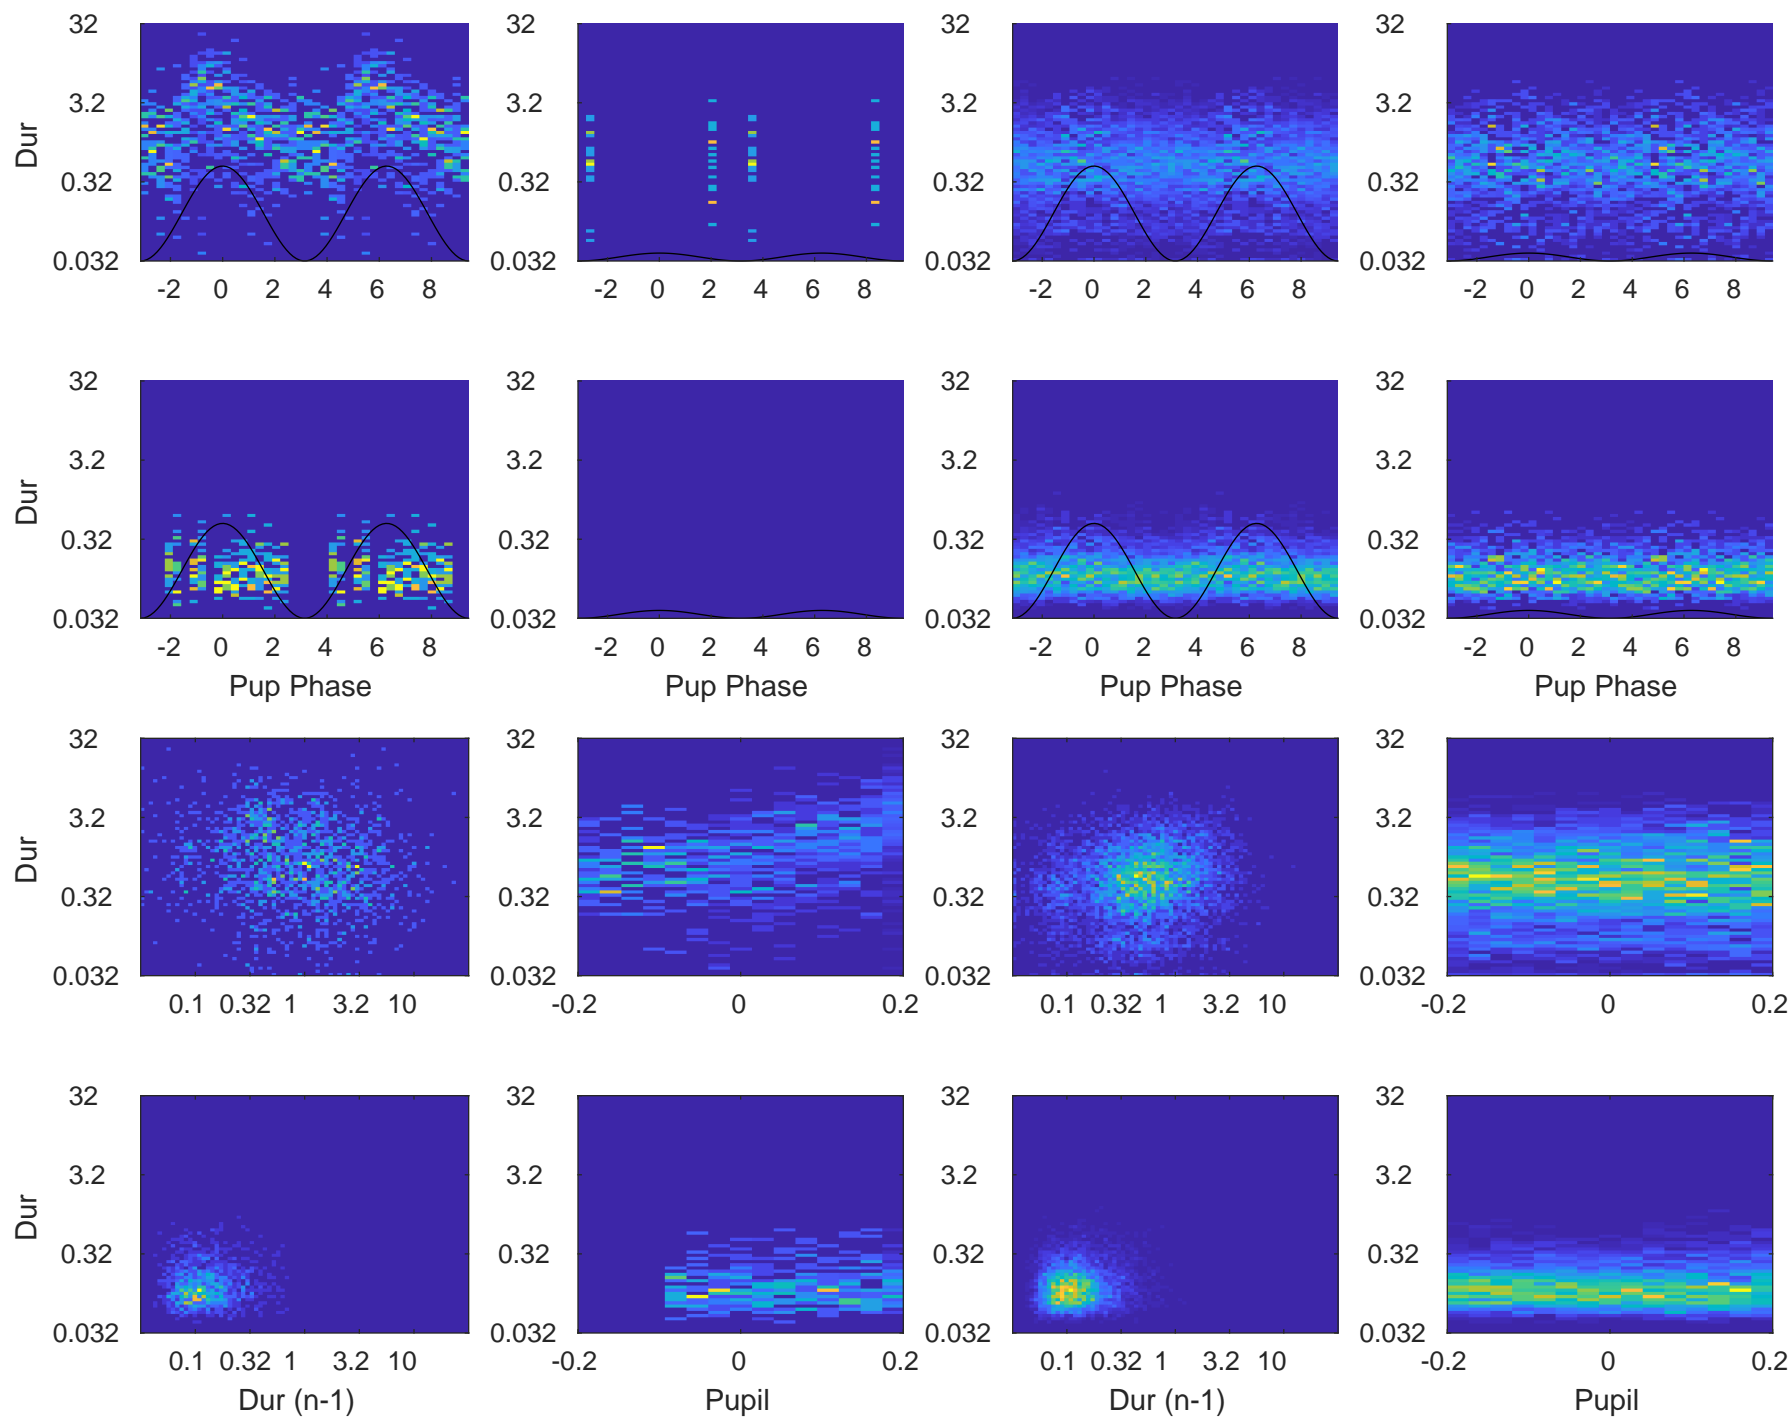 32 32 32 32
3.2 3.2 3.2 3.2
Dur
0.32 0.32 0.32 0.32
0.032 0.032 0.032 0.032
-2 0 2 4 6 8 -2 0 2 4 6 8 -2 0 2 4 6 8 -2 0 2 4 6 8
32 32 32 32
3.2 3.2 3.2 3.2
Dur
0.32 0.32 0.32 0.32
0.032 0.032 0.032 0.032
-2 0 2 4 6 8 -2 0 2 4 6 8 -2 0 2 4 6 8 -2 0 2 4 6 8
Pup Phase Pup Phase Pup Phase Pup Phase
32 32 32 32
3.2 3.2 3.2 3.2
Dur
0.32 0.32 0.32 0.32
0.032 0.032 0.032 0.032
0.1 0.32 1 3.2 10 -0.2 0 0.2 0.1 0.32 1 3.2 10 -0.2 0 0.2
32 32 32 32
3.2 3.2 3.2 3.2
Dur
0.32 0.32 0.32 0.32
0.032 0.032 0.032 0.032
0.1 0.32 1 3.2 10 -0.2 0 0.2 0.1 0.32 1 3.2 10 -0.2 0 0.2
Dur (n-1) Pupil Dur (n-1) Pupil